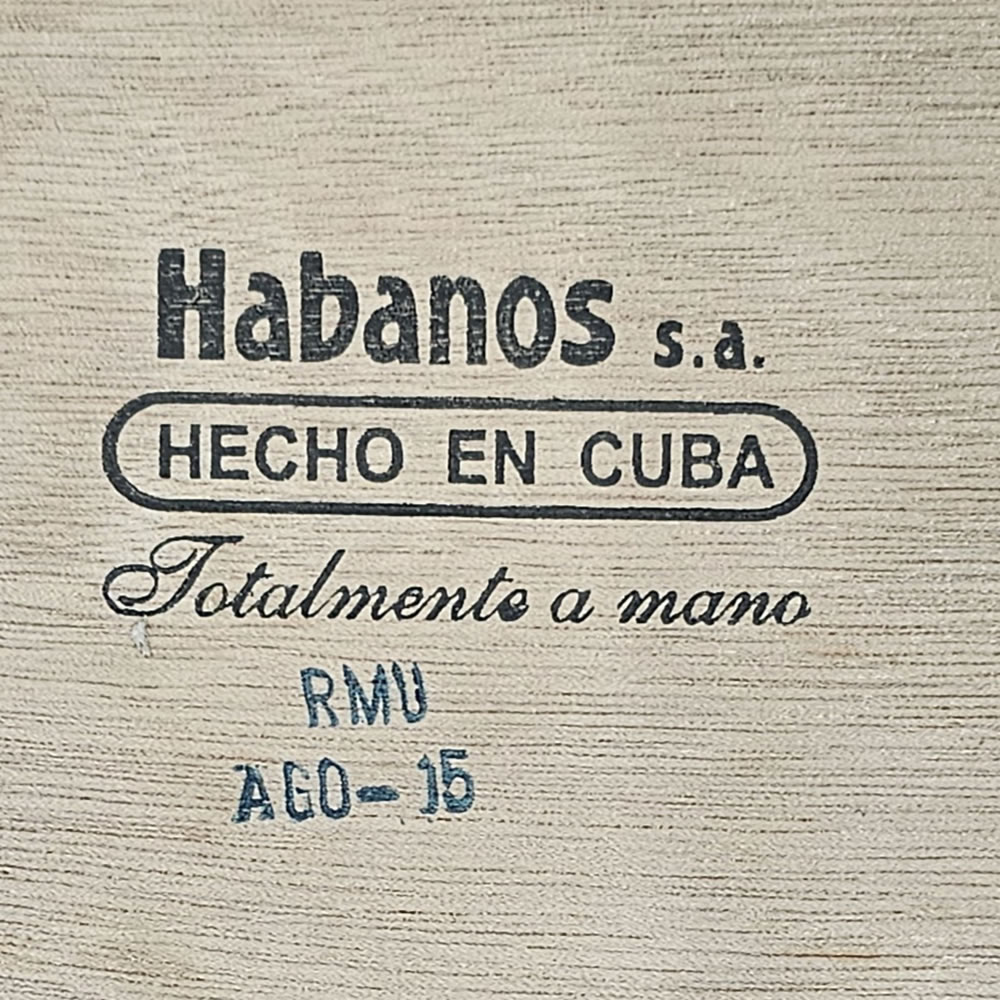 Habanos s.a.
HECHO EN CUBA
Totalmente a mano
RMU
AGO-15